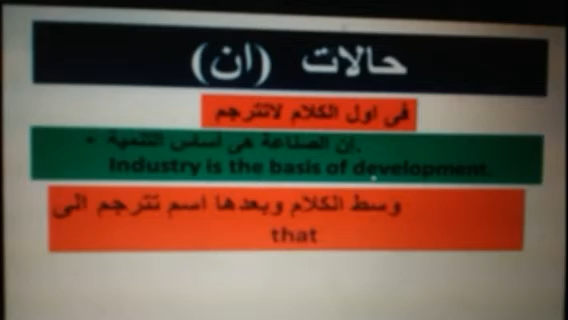 حالات (ان)
فى اول الكلام لاتترجم
• إن الصناعة هى أساس التنمية.
Industry is the basis of development.
وسط الكلام وبعدها اسم تترجم الى
that